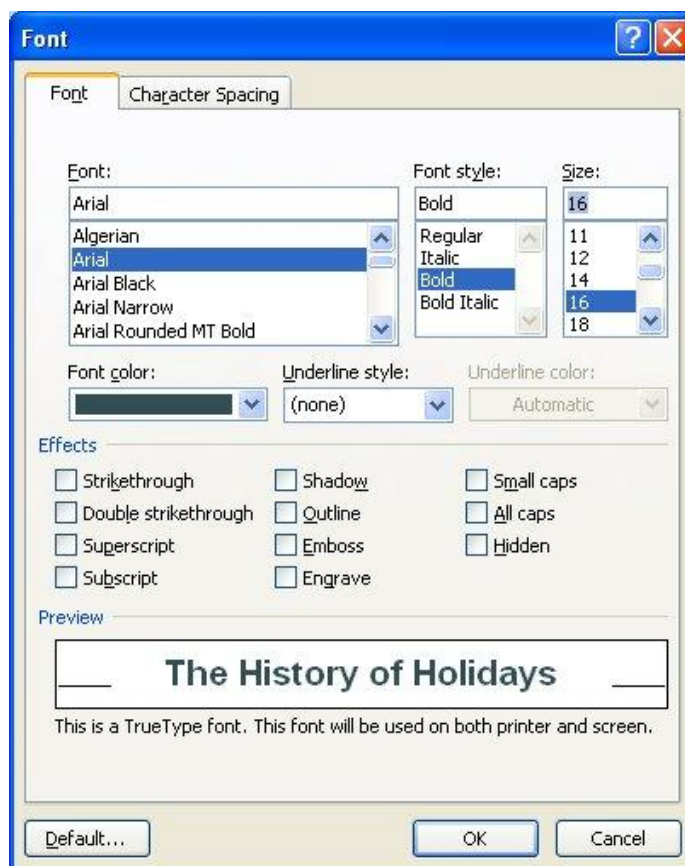 Font
Font Character Spacing
Font: Font style: Size:
Arial Bold 16
Algerian Regular 11
Arial Italic 12
Arial Black Bold 14
Arial Narrow Bold Italic 16
Arial Rounded MT Bold 18
Font color: Underline style: Underline color:
(none) Automatic
Effects
Strikethrough Shadow Small caps
Double strikethrough Outline All caps
Superscript Emboss Hidden
Subscript Engrave
Preview
The History of Holidays
This is a TrueType font. This font will be used on both printer and screen.
Default... OK Cancel